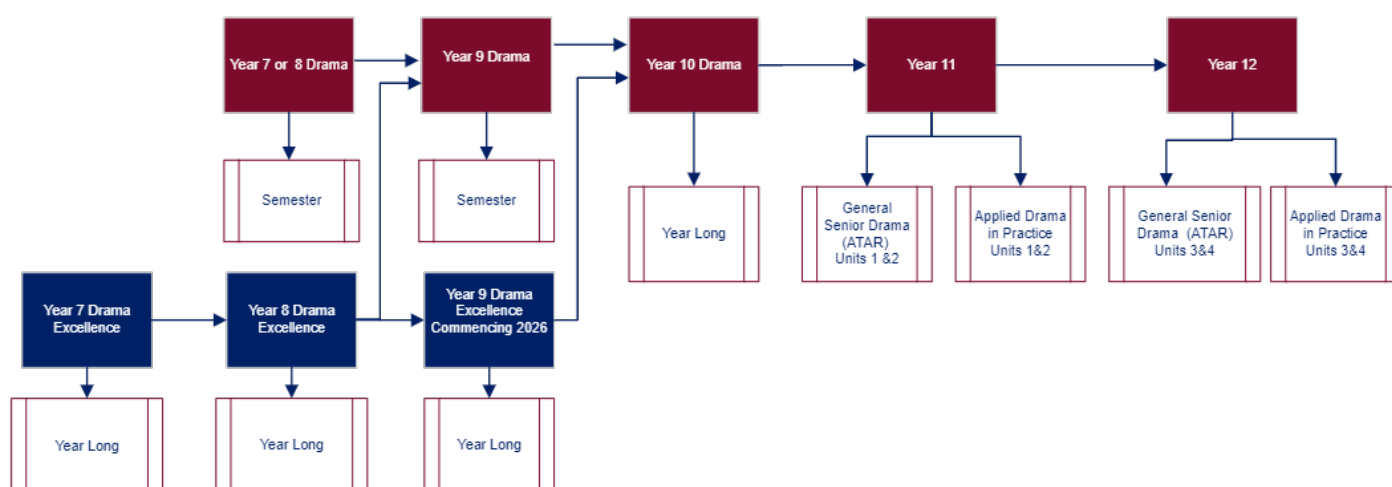 Year 7 or 8 Drama
Year 9 Drama
Year 10 Drama
Year 11
Year 12
Semester
Semester
Year Long
General
Senior Drama
(ATAR)
Units 1 &2
Applied Drama
in Practice
Units 1&2
General Senior
Drama (ATAR)
Units 3&4
Applied Drama
in Practice
Units 3&4
Year 7 Drama
Excellence
Year 8 Drama
Excellence
Year 9 Drama
Excellence
Commencing 2026
Year Long
Year Long
Year Long